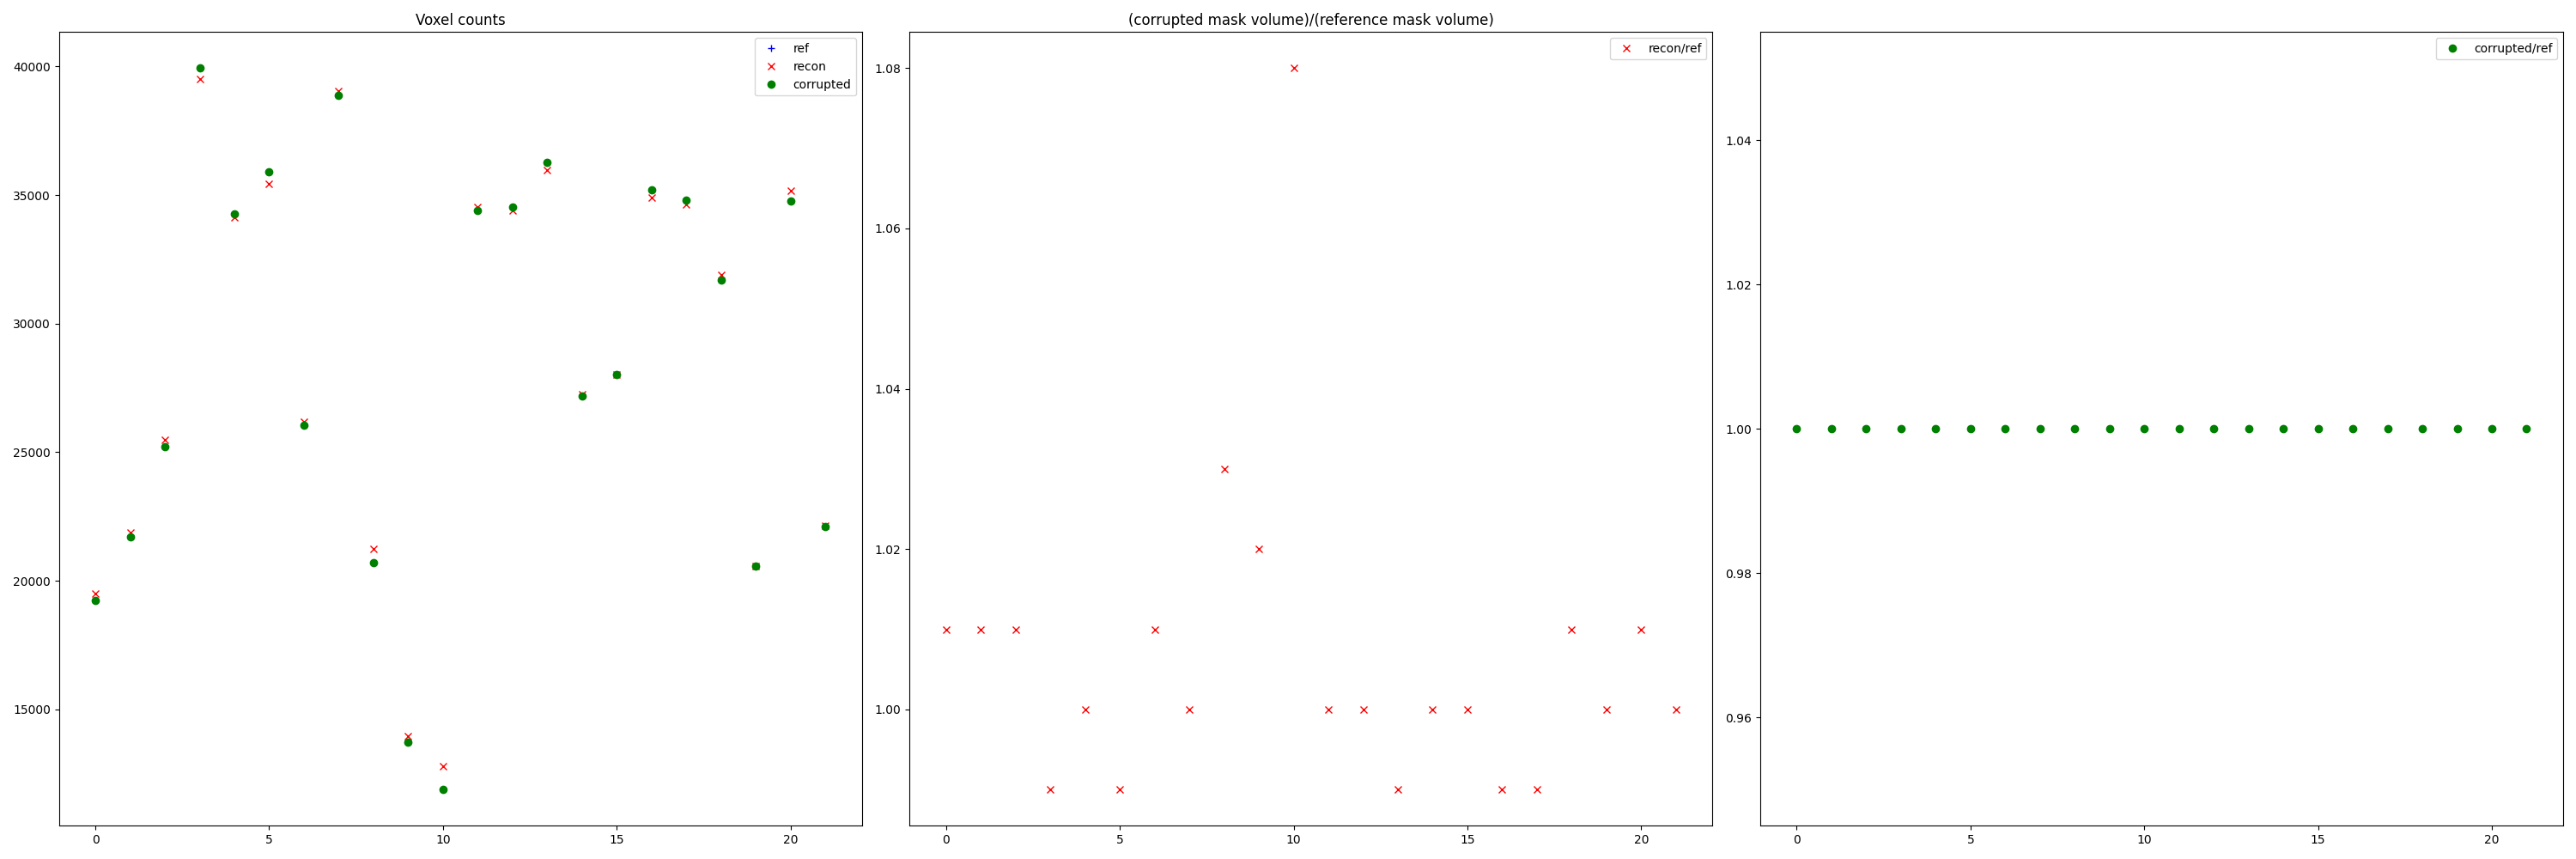 Voxel counts
ref
recon
corrupted
40000
35000
30000
25000
20000
15000
0 5 10 15 20
(corrupted mask volume)/(reference mask volume)
recon/ref
1.08
1.06
1.04
1.02
1.00
0 5 10 15 20
corrupted/ref
1.04
1.02
1.00
0.98
0.96
0 5 10 15 20